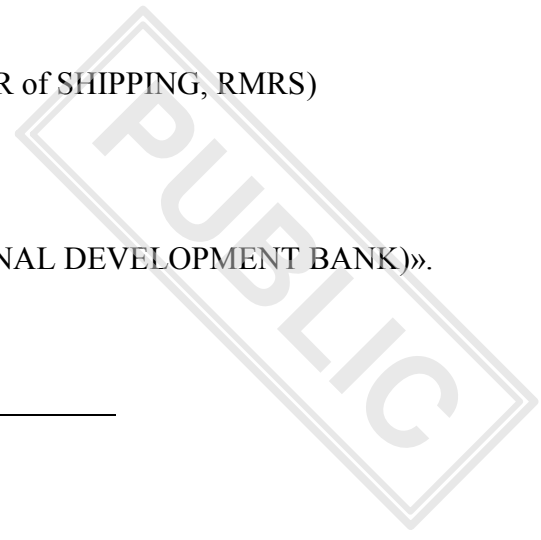 R of SHIPPING, RMRS)
NAL DEVELOPMENT BANK)».
PUBLIC